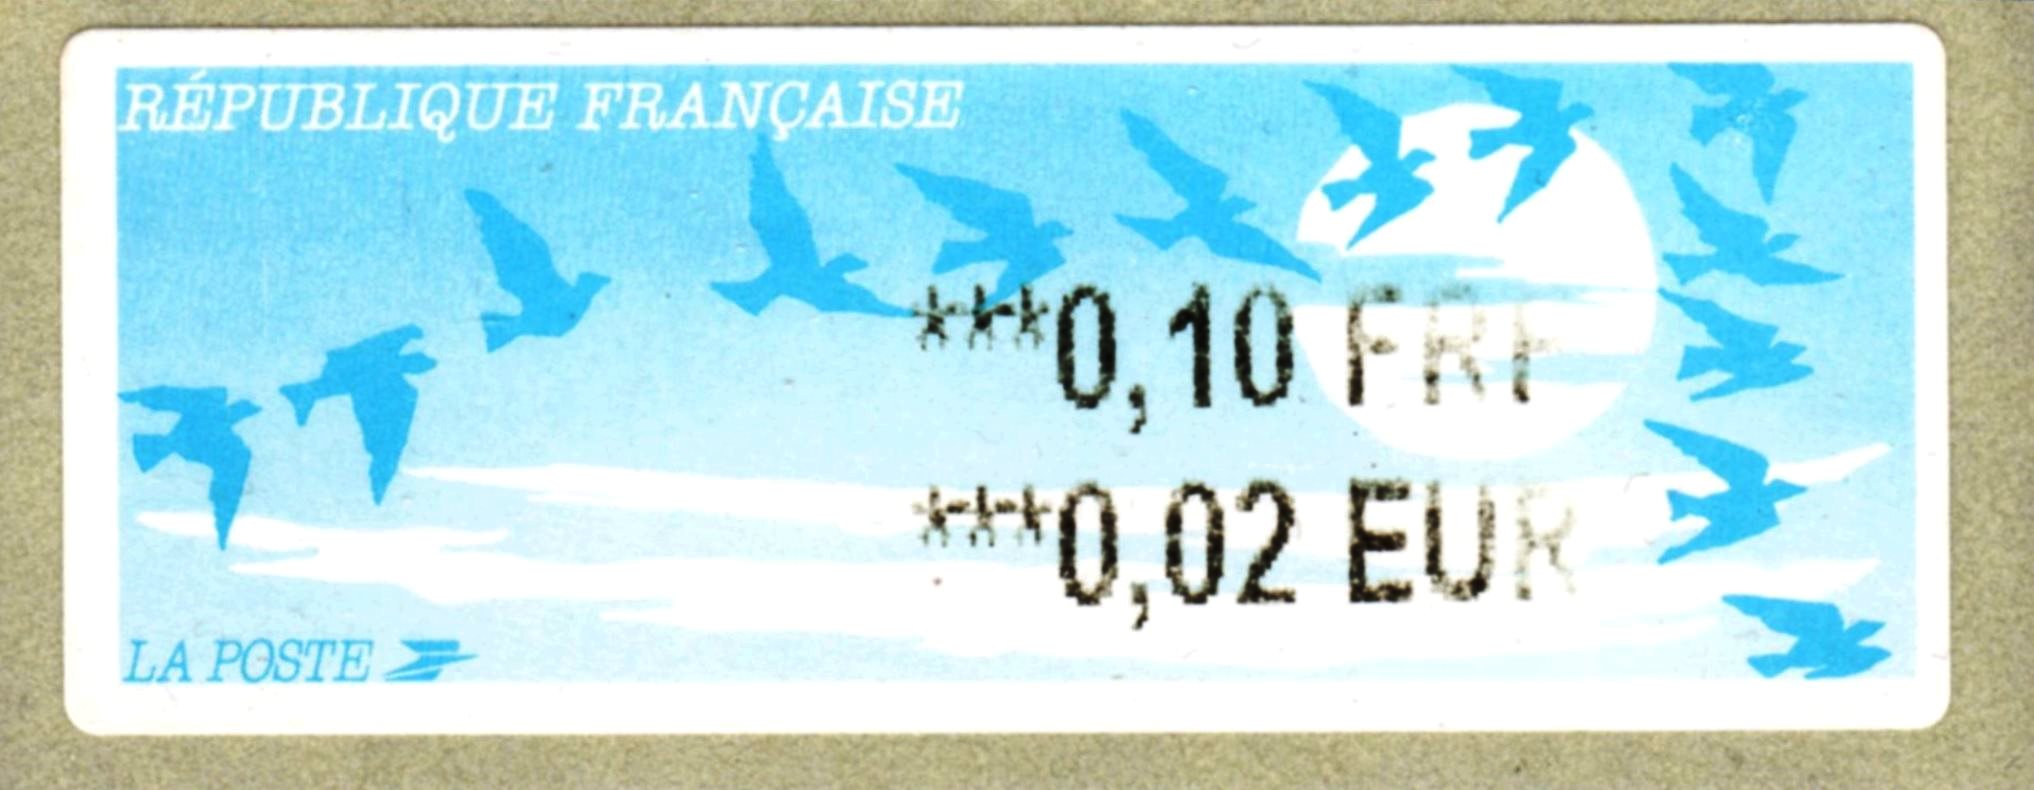 RÉPUBLIQUE FRANÇAISE
***0,10 FRF
***0,02 EUR
LA POSTE